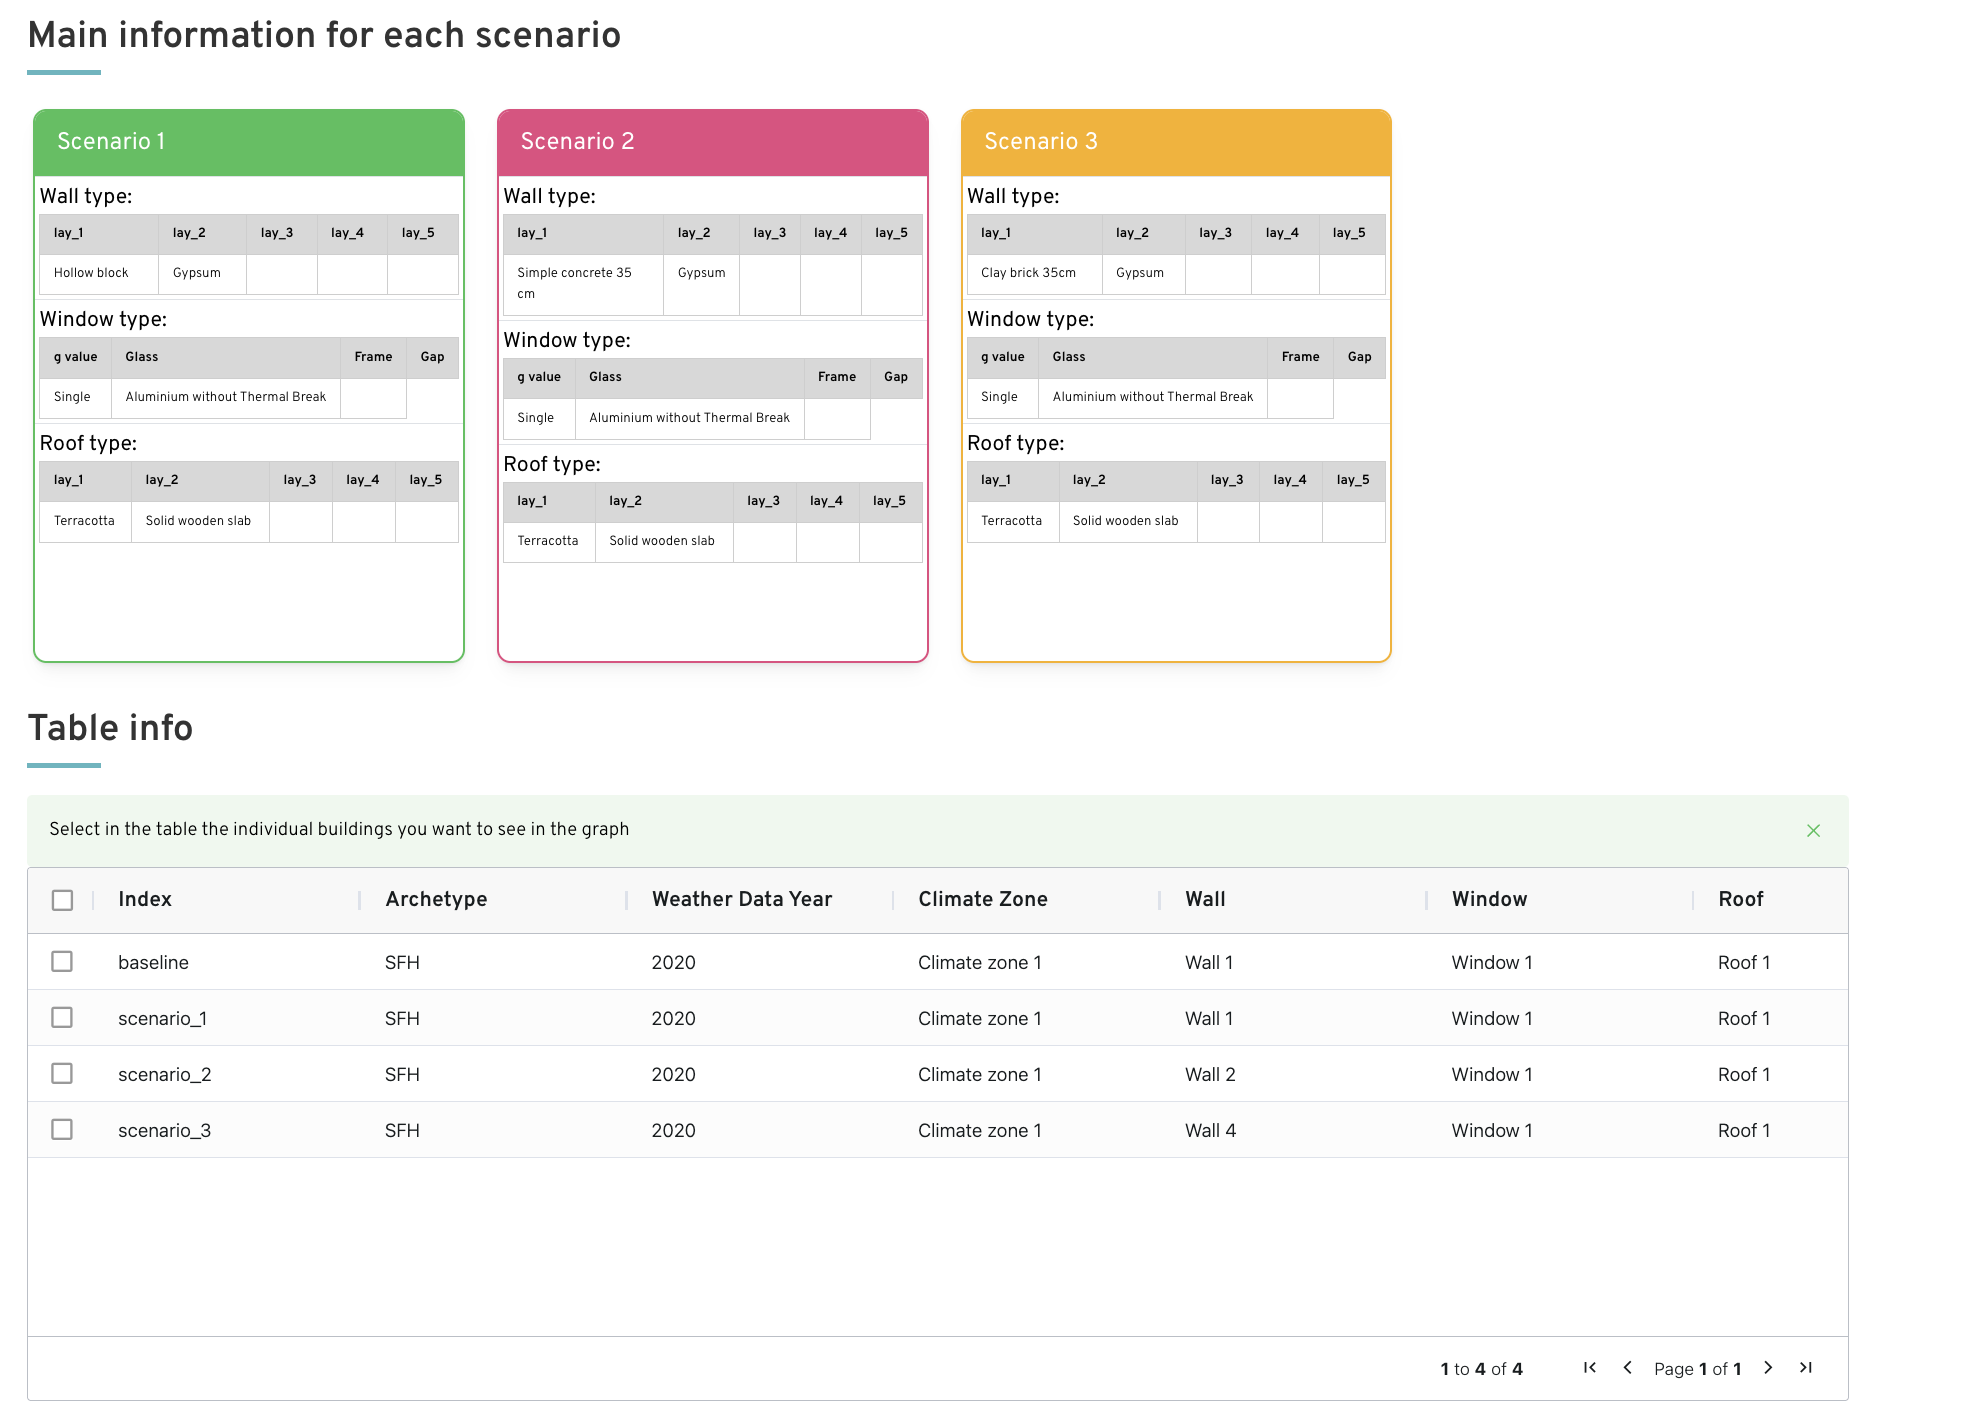 Main information for each scenario
Scenario 1
Wall type:
lay_1 lay_2 lay_3 lay_4 lay_5
Hollow block Gypsum
Window type:
g value Glass Frame Gap
Single Aluminium without Thermal Break
Roof type:
lay_1 lay_2 lay_3 lay_4 lay_5
Terracotta Solid wooden slab
Scenario 2
Wall type:
lay_1 lay_2 lay_3 lay_4 lay_5
Simple concrete 35 Gypsum
cm
Window type:
g value Glass Frame Gap
Single Aluminium without Thermal Break
Roof type:
lay_1 lay_2 lay_3 lay_4 lay_5
Terracotta Solid wooden slab
Scenario 3
Wall type:
lay_1 lay_2 lay_3 lay_4 lay_5
Clay brick 35cm Gypsum
Window type:
g value Glass Frame Gap
Single Aluminium without Thermal Break
Roof type:
lay_1 lay_2 lay_3 lay_4 lay_5
Terracotta Solid wooden slab
Table info
Select in the table the individual buildings you want to see in the graph
Index Archetype Weather Data Year Climate Zone Wall Window Roof
baseline SFH 2020 Climate zone 1 Wall 1 Window 1 Roof 1
scenario_1 SFH 2020 Climate zone 1 Wall 1 Window 1 Roof 1
scenario_2 SFH 2020 Climate zone 1 Wall 2 Window 1 Roof 1
scenario_3 SFH 2020 Climate zone 1 Wall 4 Window 1 Roof 1
1 to 4 of 4 Page 1 of 1